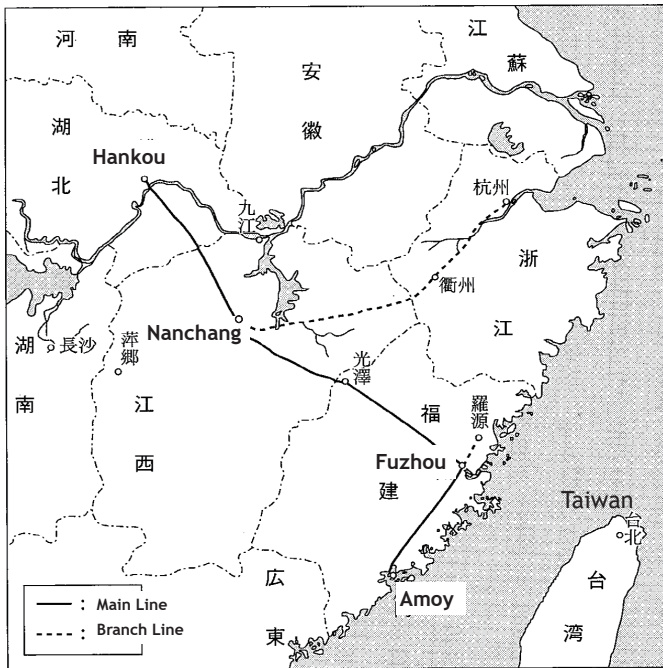 河南
江蘇
安徽
湖北
Hankou
九江
杭州
浙江
衢州
Nanchang
湖南
長沙
萍郷
江西
光澤
福建
羅源
Fuzhou
Taiwan
台北
台湾
Amoy
広東
: Main Line
: Branch Line